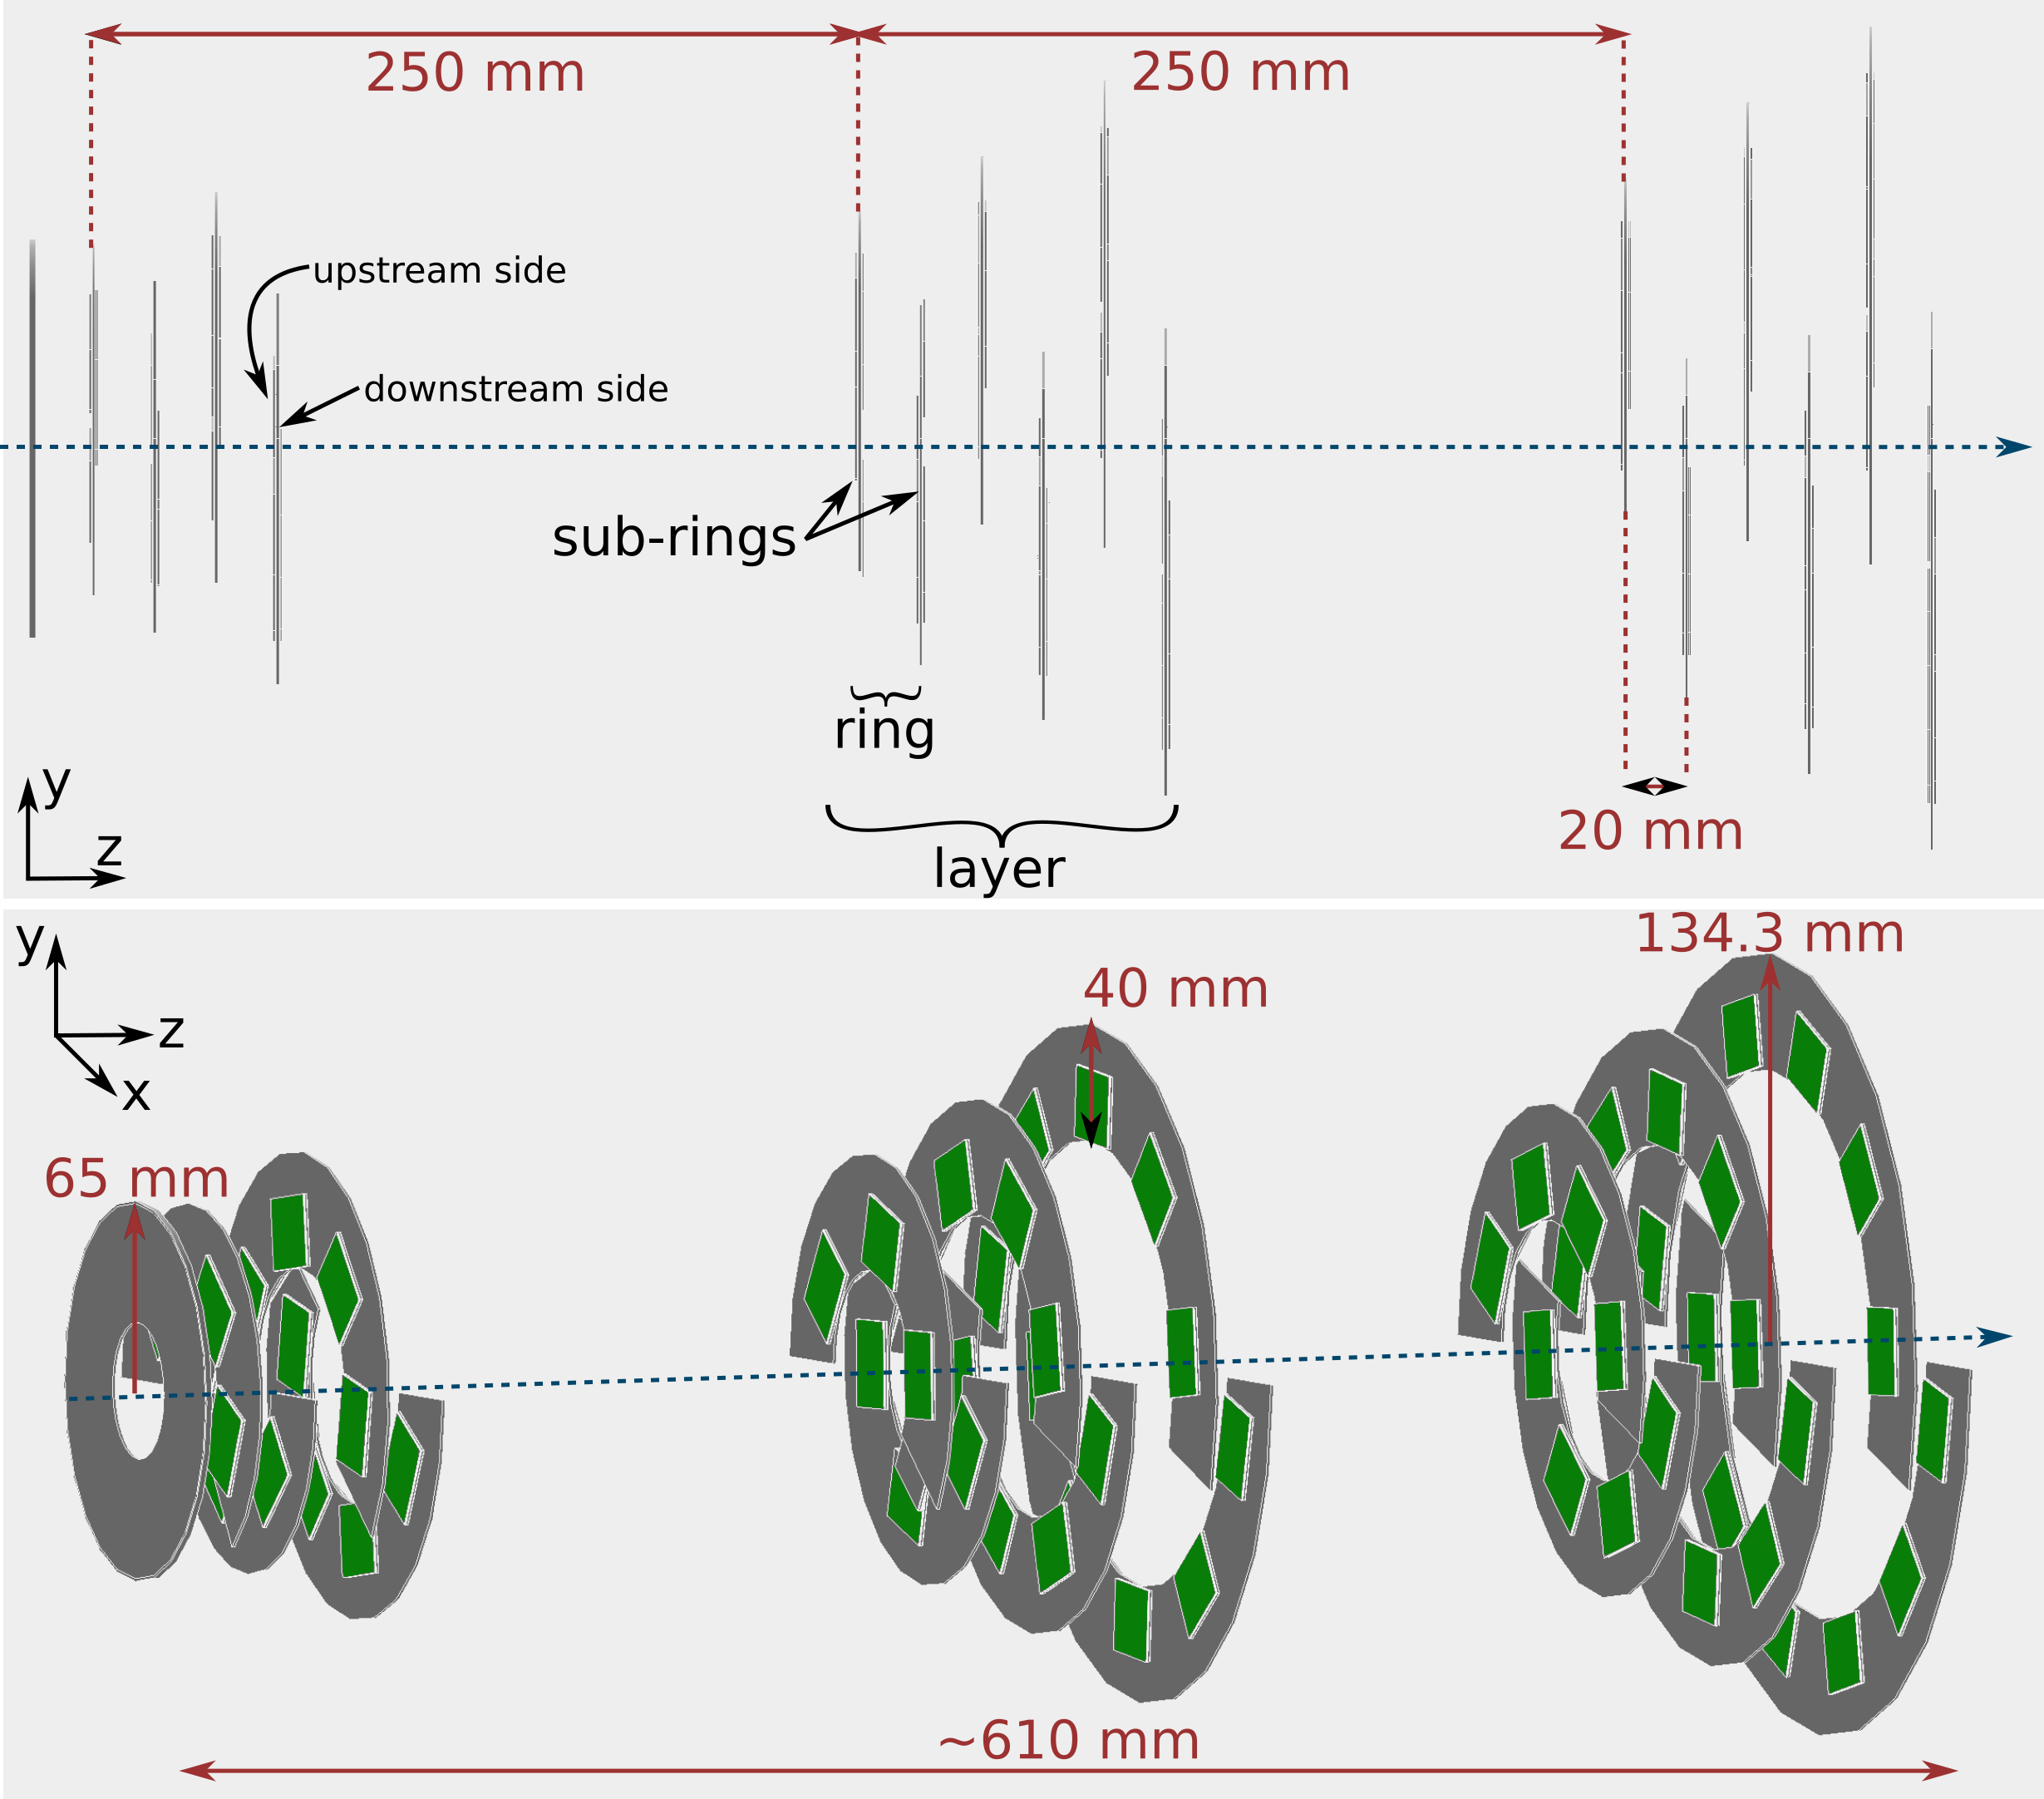 250 mm
250 mm
upstream side
downstream side
sub-rings
ring
layer
20 mm
y
z
y
z
x
65 mm
40 mm
134.3 mm
~610 mm